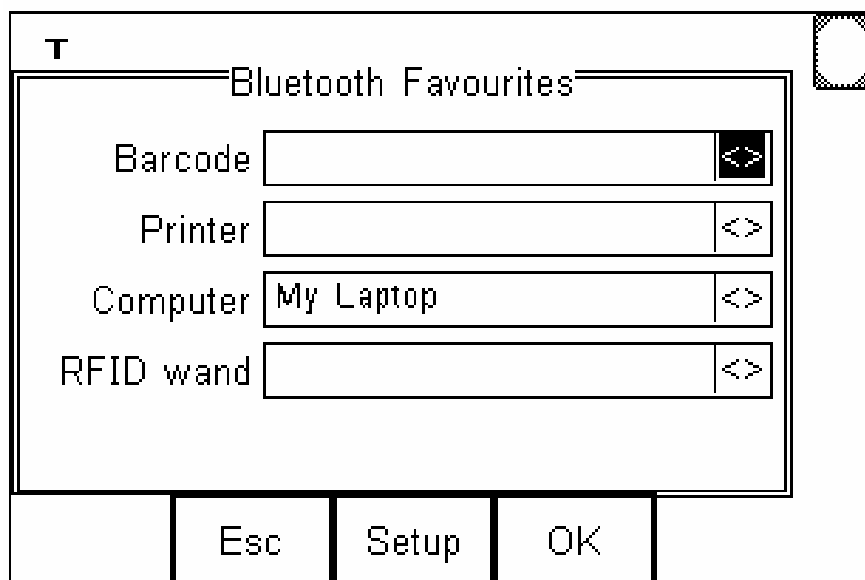 T
Bluetooth Favourites
Barcode <>
Printer <>
Computer My Laptop <>
RFID wand <>
Esc Setup OK